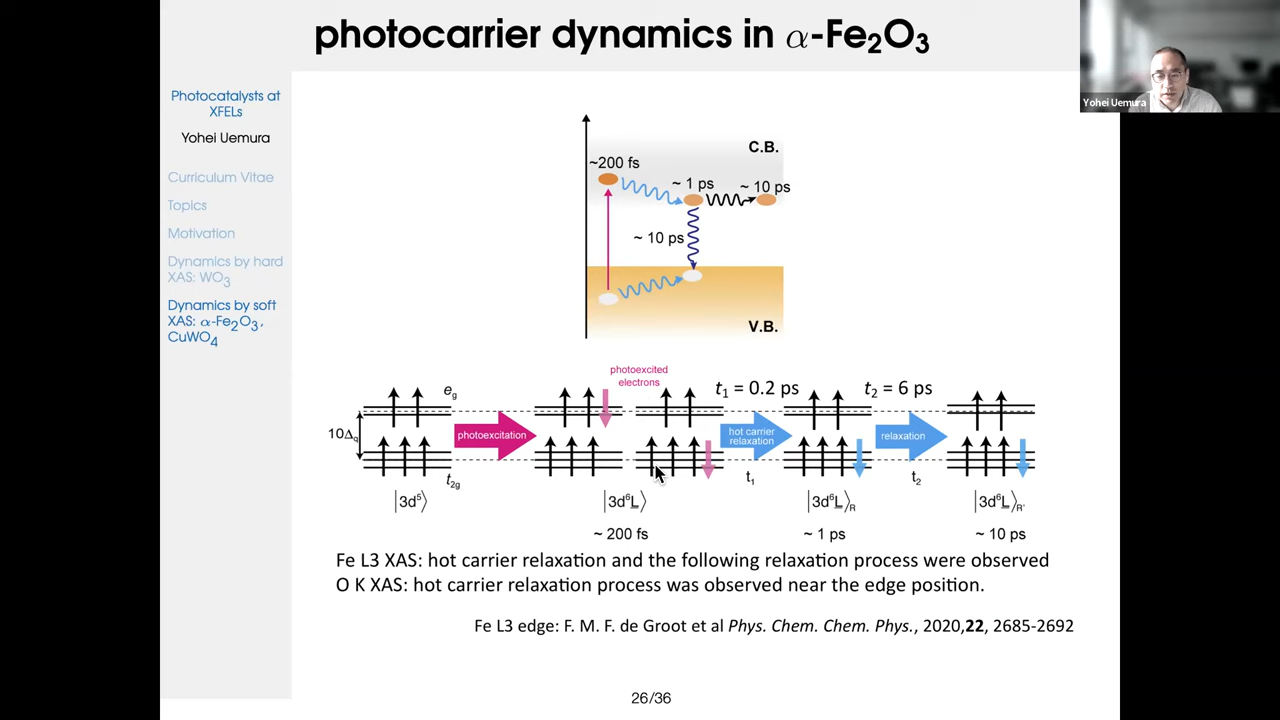 photocarrier dynamics in α-Fe₂O₃
Yohei Uemura
Photocatalysts at
XFELs
Yohei Uemura
Curriculum Vitae
Topics
Motivation
Dynamics by hard
XAS: WO₃
Dynamics by soft
XAS: α-Fe₂O₃,
CuWO₄
C.B.
~200 fs
~ 1 ps
~ 10 ps
~ 10 ps
V.B.
photoexcited
electrons
t₁ = 0.2 ps
t₂ = 6 ps
e_g
10Δ_q
photoexcitation
hot carrier
relaxation
relaxation
t₂g
t₁
t₂
|3d⁵⟩
|3d⁶L̲⟩
|3d⁶L̲⟩_R
|3d⁶L̲⟩_R'
~ 200 fs
~ 1 ps
~ 10 ps
Fe L3 XAS: hot carrier relaxation and the following relaxation process were observed
O K XAS: hot carrier relaxation process was observed near the edge position.
Fe L3 edge: F. M. F. de Groot et al Phys. Chem. Chem. Phys., 2020,22, 2685-2692
26/36